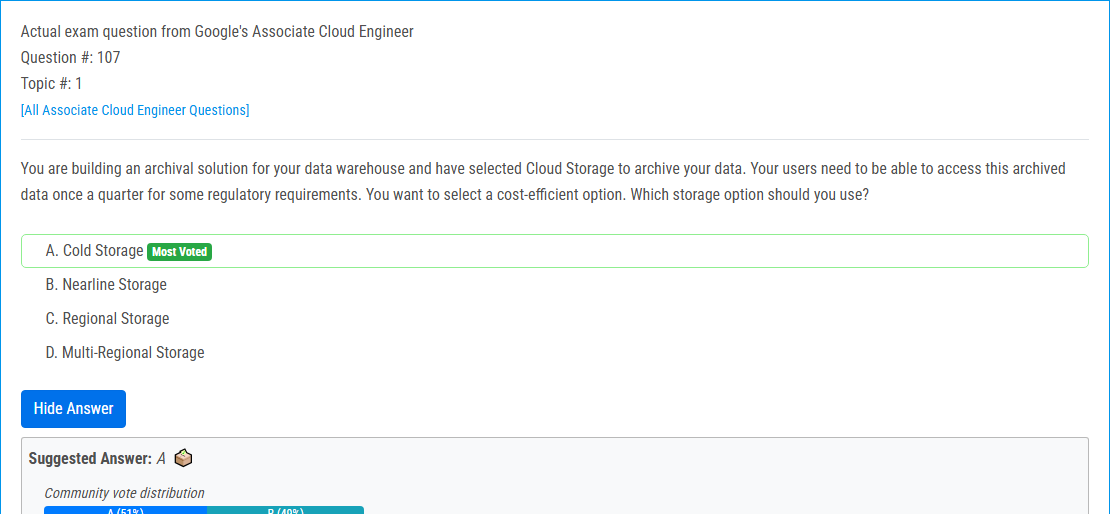 Actual exam question from Google's Associate Cloud Engineer
Question #: 107
Topic #: 1
[All Associate Cloud Engineer Questions]
You are building an archival solution for your data warehouse and have selected Cloud Storage to archive your data. Your users need to be able to access this archived
data once a quarter for some regulatory requirements. You want to select a cost-efficient option. Which storage option should you use?
A. Cold Storage Most Voted
B. Nearline Storage
C. Regional Storage
D. Multi-Regional Storage
Hide Answer
Suggested Answer: A
Community vote distribution
A (51%) B (49%)